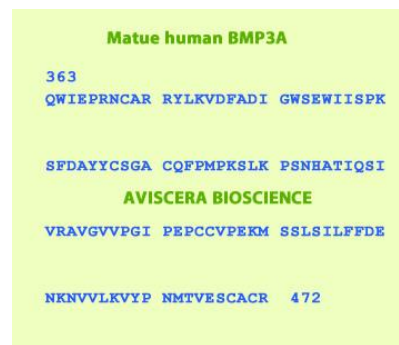 Matue human BMP3A
363
QWIEPRNCAR RYLKVDFADI GWSEWIISPK
SFDAYYCSGA CQFPMPKSLK PSNHATIQSI
AVISCERA BIOSCIENCE
VRAVGVVPGI PEPCCVPEKM SSLSILFFDE
NKNVVLKVYP NMTVESCACR 472